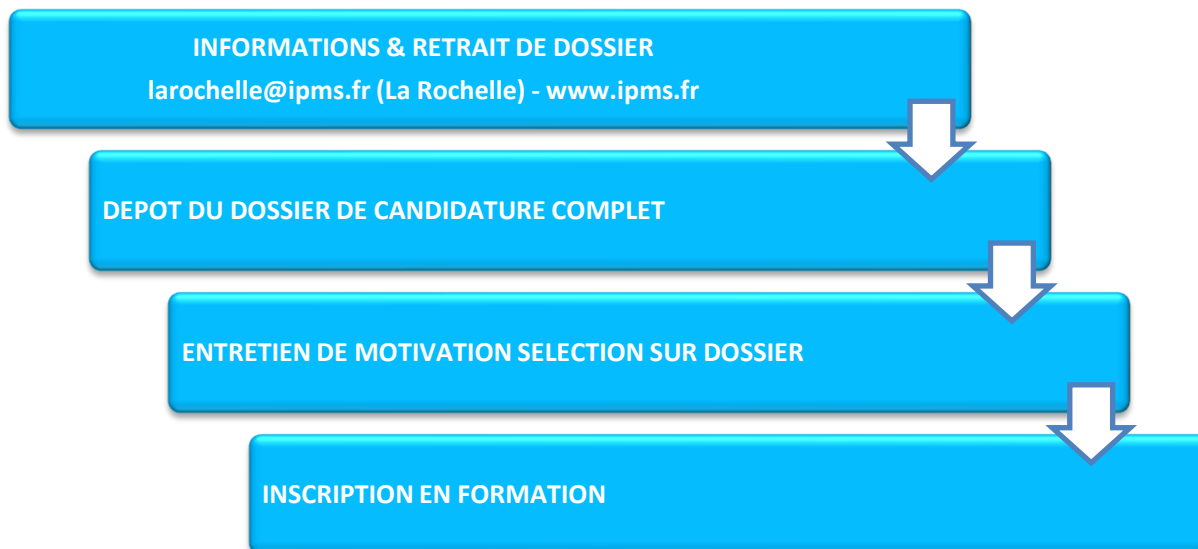 INFORMATIONS & RETRAIT DE DOSSIER
larochelle@ipms.fr (La Rochelle) - www.ipms.fr
DEPOT DU DOSSIER DE CANDIDATURE COMPLET
ENTRETIEN DE MOTIVATION SELECTION SUR DOSSIER
INSCRIPTION EN FORMATION